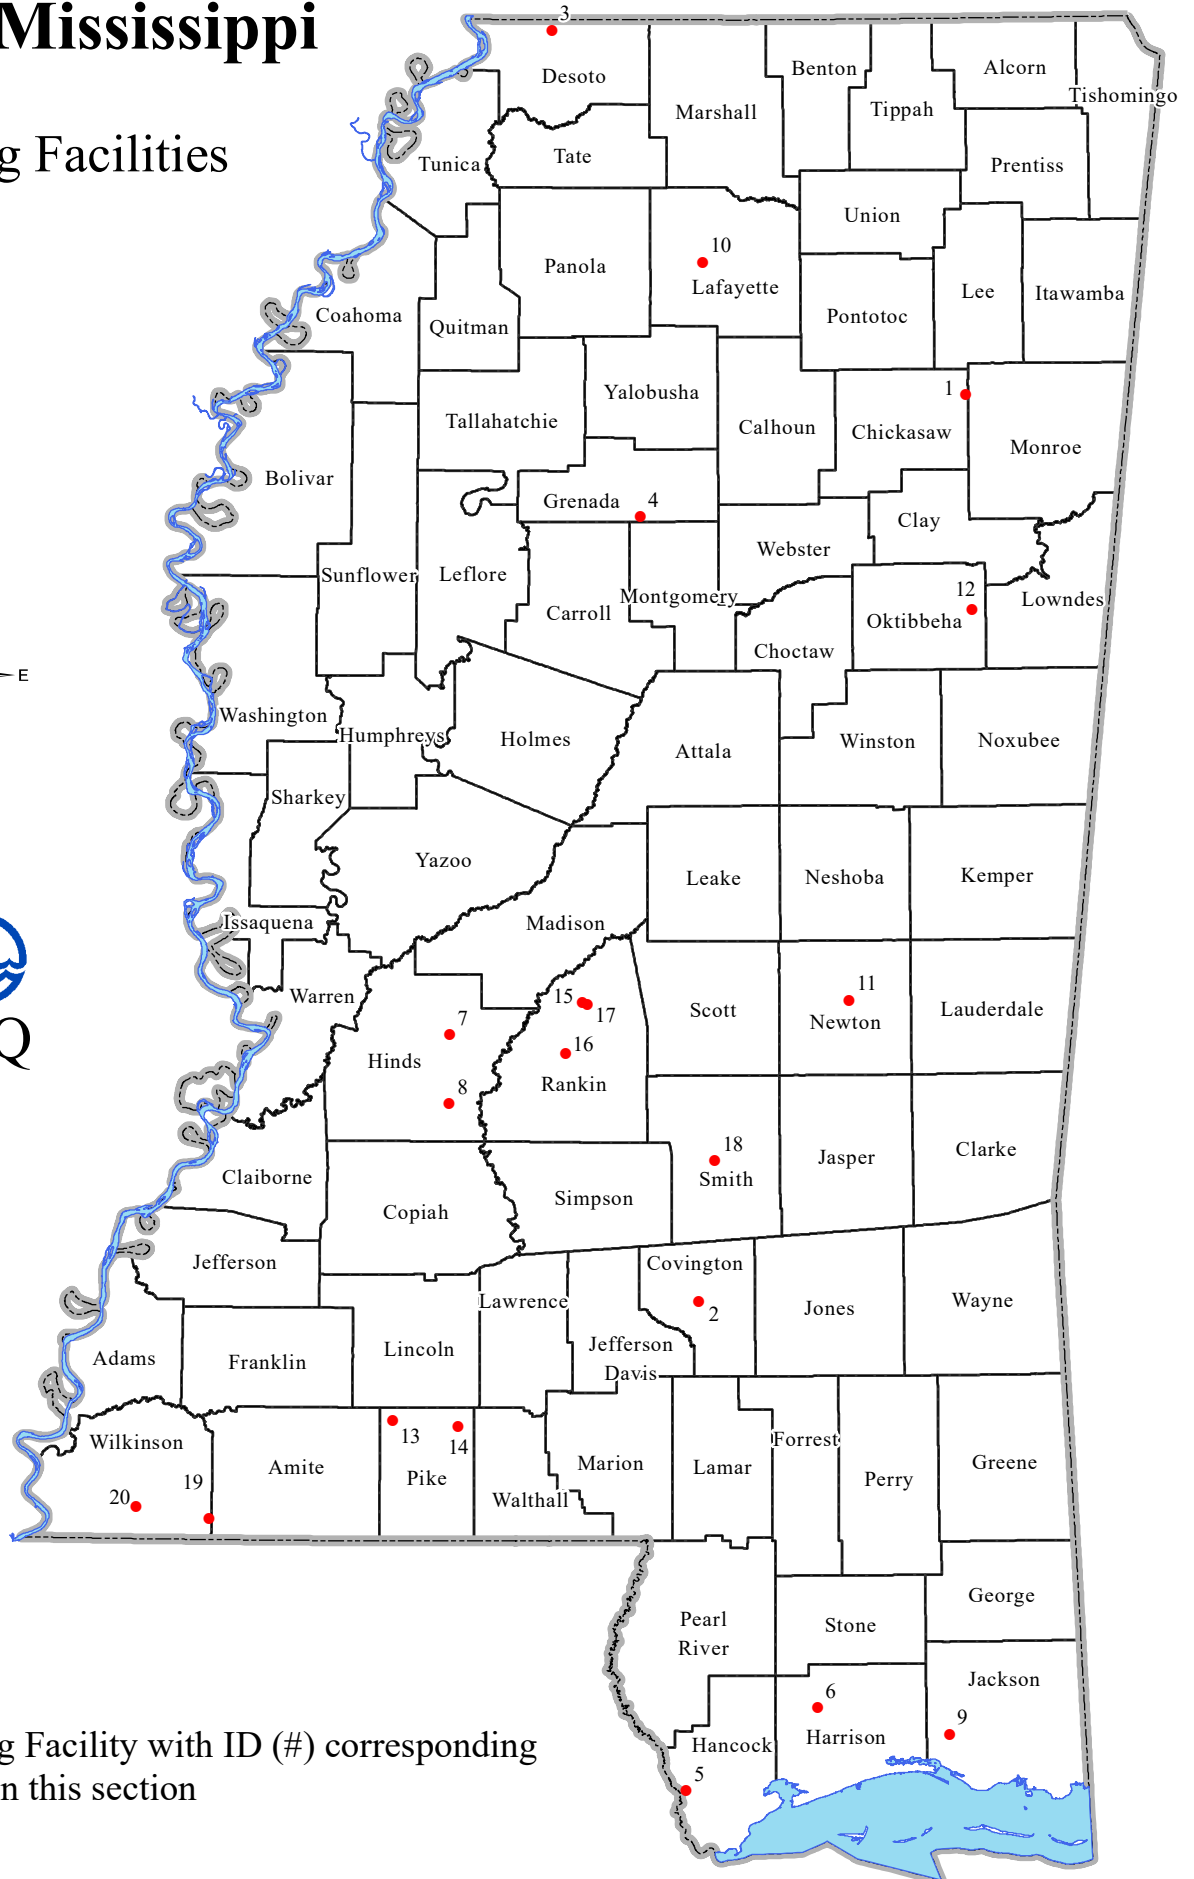 Mississippi
g Facilities
3
Desoto
Benton
Alcorn
Tishomingo
Marshall
Tippah
Tunica
Tate
Prentiss
Union
10
Panola
Lafayette
Lee
Itawamba
Coahoma
Quitman
Pontotoc
1
Yalobusha
Tallahatchie
Calhoun
Chickasaw
Monroe
Bolivar
Grenada
4
Clay
Webster
Sunflower
Leflore
Montgomery
12
Lowndes
Carroll
Oktibbeha
Choctaw
E
Washington
Humphreys
Holmes
Attala
Winston
Noxubee
Sharkey
Yazoo
Leake
Neshoba
Kemper
Issaquena
Madison
Warren
15
17
11
Scott
Newton
Lauderdale
Q
7
Hinds
16
Rankin
8
18
Smith
Jasper
Clarke
Claiborne
Copiah
Simpson
Jefferson
Covington
Lawrence
2
Jones
Wayne
Adams
Franklin
Lincoln
Jefferson
Davis
13
14
Wilkinson
Amite
Pike
Walthall
Marion
Lamar
Forrest
Perry
Greene
19
20
George
Pearl
River
Stone
Jackson
6
9
Harrison
Hancock
5
g Facility with ID (#) corresponding
n this section